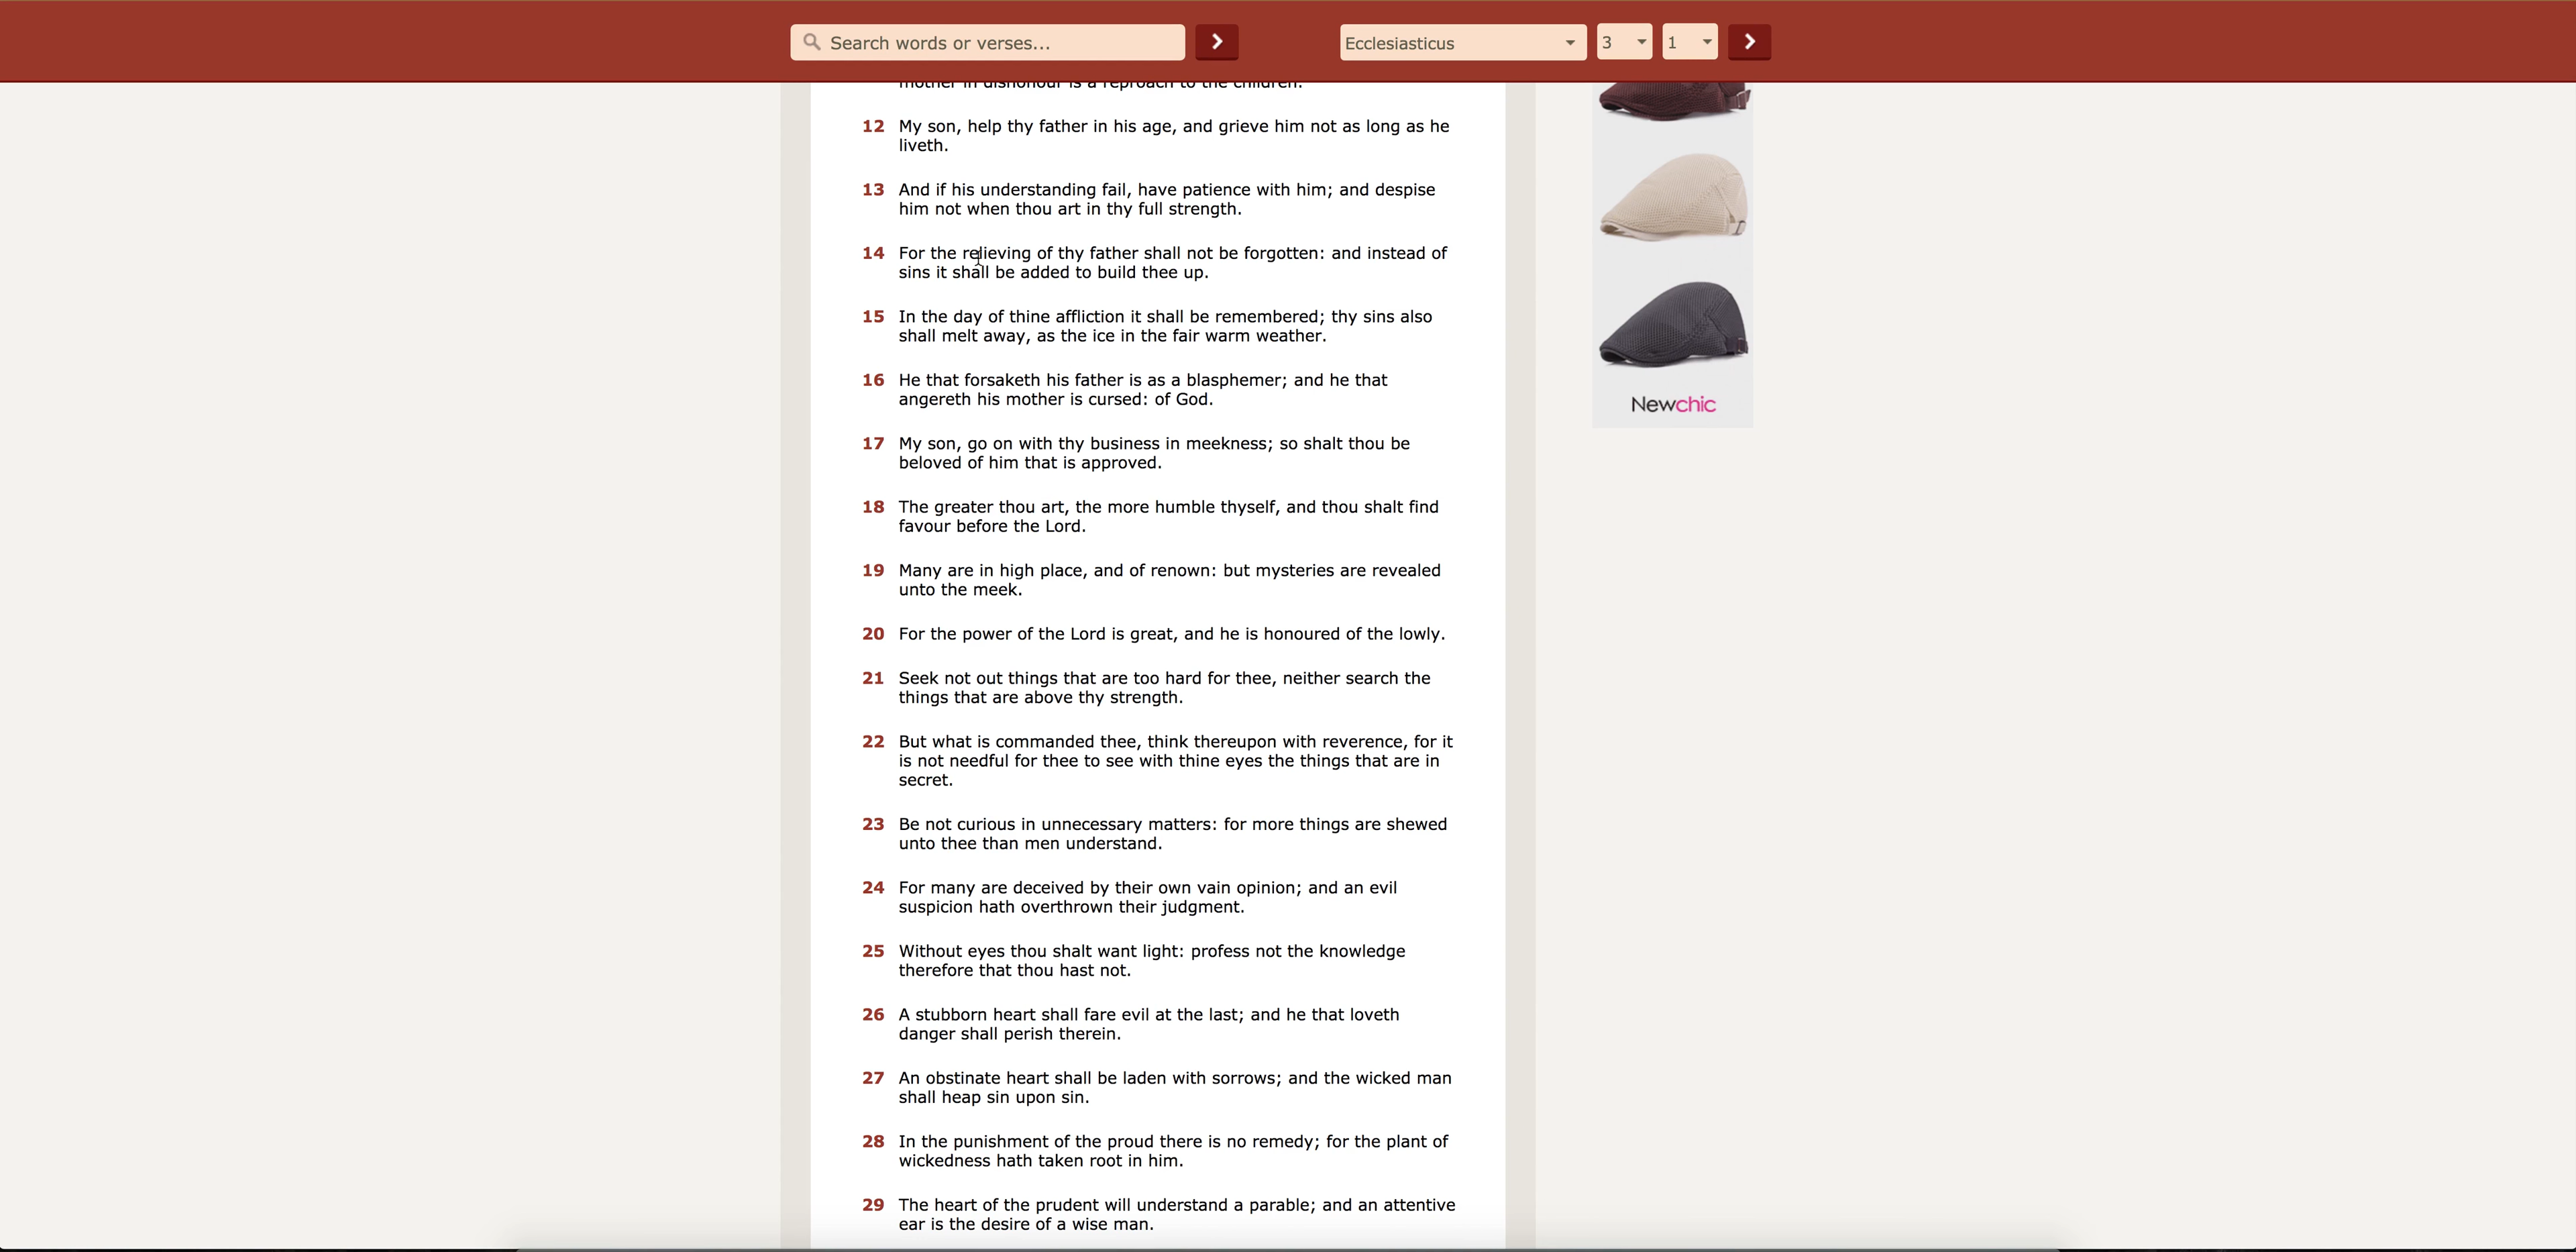 Search words or verses...
Ecclesiasticus
3
1
mother in dishonour is a reproach to the children.
12 My son, help thy father in his age, and grieve him not as long as he
liveth.
13 And if his understanding fail, have patience with him; and despise
him not when thou art in thy full strength.
14 For the relieving of thy father shall not be forgotten: and instead of
sins it shall be added to build thee up.
15 In the day of thine affliction it shall be remembered; thy sins also
shall melt away, as the ice in the fair warm weather.
16 He that forsaketh his father is as a blasphemer; and he that
angereth his mother is cursed: of God.
17 My son, go on with thy business in meekness; so shalt thou be
beloved of him that is approved.
18 The greater thou art, the more humble thyself, and thou shalt find
favour before the Lord.
19 Many are in high place, and of renown: but mysteries are revealed
unto the meek.
20 For the power of the Lord is great, and he is honoured of the lowly.
21 Seek not out things that are too hard for thee, neither search the
things that are above thy strength.
22 But what is commanded thee, think thereupon with reverence, for it
is not needful for thee to see with thine eyes the things that are in
secret.
23 Be not curious in unnecessary matters: for more things are shewed
unto thee than men understand.
24 For many are deceived by their own vain opinion; and an evil
suspicion hath overthrown their judgment.
25 Without eyes thou shalt want light: profess not the knowledge
therefore that thou hast not.
26 A stubborn heart shall fare evil at the last; and he that loveth
danger shall perish therein.
27 An obstinate heart shall be laden with sorrows; and the wicked man
shall heap sin upon sin.
28 In the punishment of the proud there is no remedy; for the plant of
wickedness hath taken root in him.
29 The heart of the prudent will understand a parable; and an attentive
ear is the desire of a wise man.
Newchic